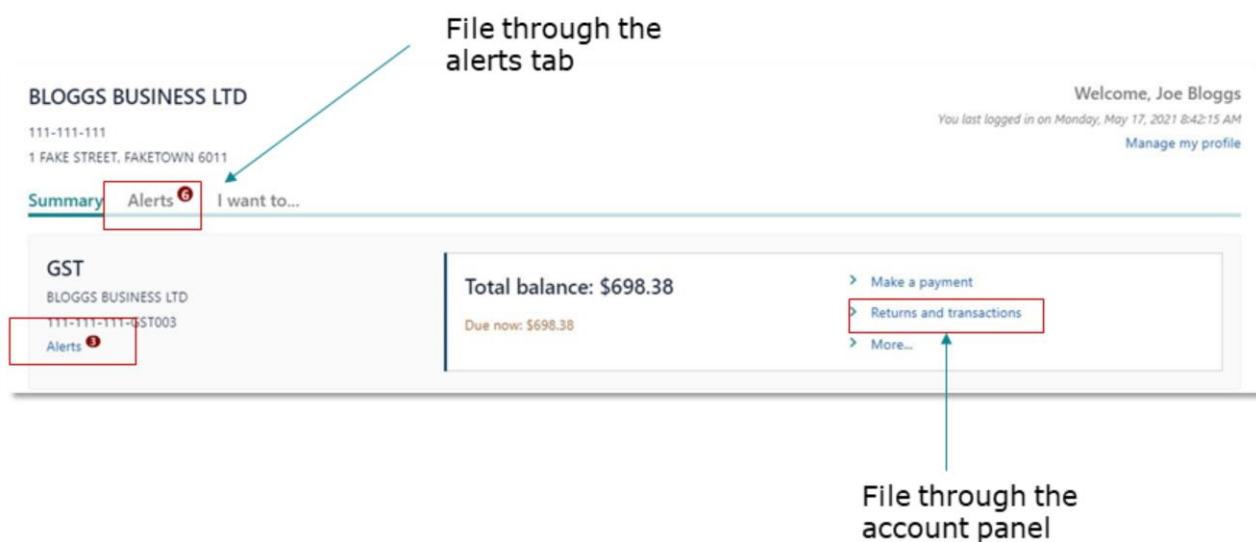 File through the
alerts tab
BLOGGS BUSINESS LTD
Welcome, Joe Bloggs
111-111-111
You last logged in on Monday, May 17, 2021 8:42:15 AM
1 FAKE STREET, FAKETOWN 6011
Manage my profile
Summary Alerts 6 I want to...
GST
BLOGGS BUSINESS LTD
111-111-111-GST003
Alerts 3
Total balance: $698.38
Due now: $698.38
> Make a payment
> Returns and transactions
> More...
File through the
account panel